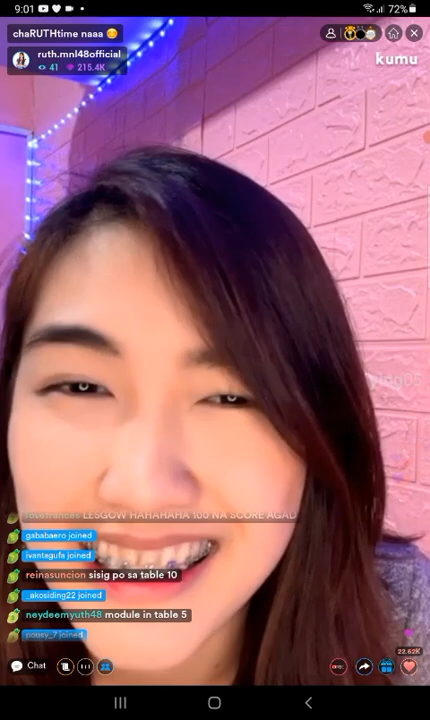 9:01
72%
chaRUTHtime naaa
ruth.mnl48official
41 215.4K
kumu
LESGOW HAHAHAHA 100 NA SCORE AGAD
gababaero joined
ivantagufa joined
reinasuncion sisig po sa table 10
_akosiding22 joined
neydeemyuth48 module in table 5
pousy_7 joined
Chat
22.62K